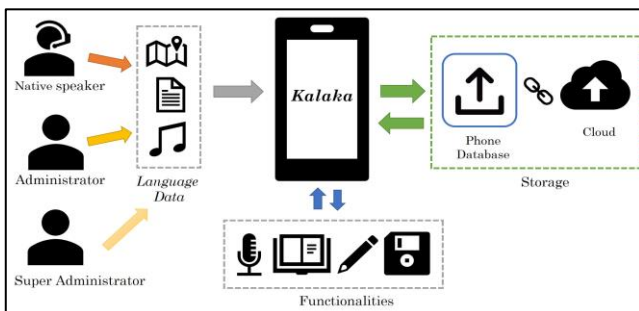 Native speaker
Administrator
Super Administrator
Language
Data
Kalaka
Phone
Database
Cloud
Storage
Functionalities